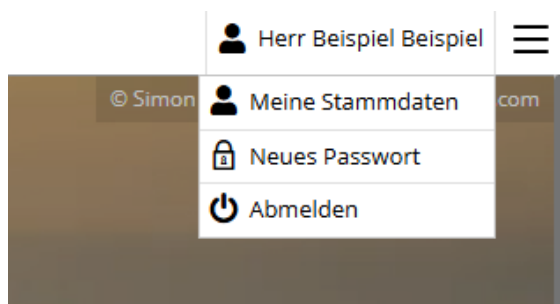 Herr Beispiel Beispiel
© Simon
com
Meine Stammdaten
Neues Passwort
Abmelden